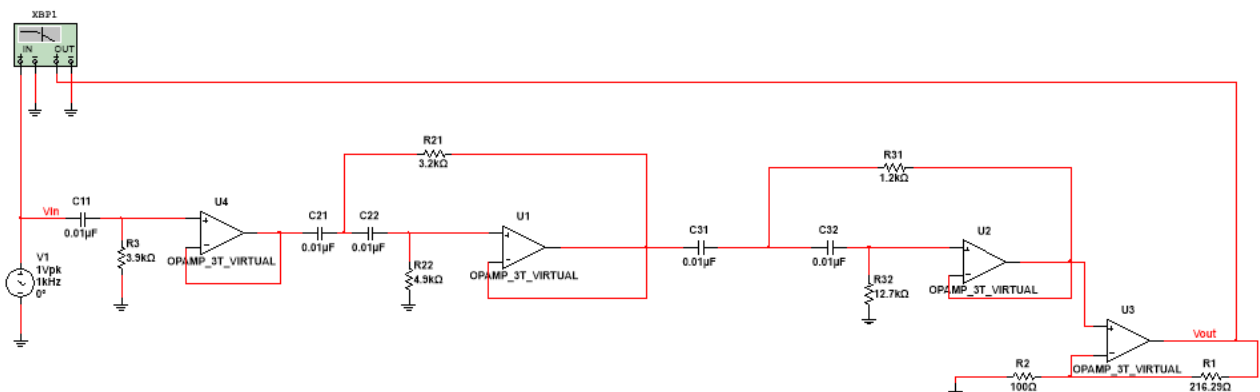 XBP1
IN OUT
R21
3.2kΩ
R31
1.2kΩ
U4
U1
U2
Vin
C11
0.01µF
C21
0.01µF
C22
0.01µF
C31
0.01µF
C32
0.01µF
R3
3.9kΩ
OPAMP_3T_VIRTUAL
R22
4.9kΩ
OPAMP_3T_VIRTUAL
R32
12.7kΩ
OPAMP_3T_VIRTUAL
V1
1Vpk
1kHz
0°
U3
Vout
OPAMP_3T_VIRTUAL
R2
100Ω
R1
216.29Ω